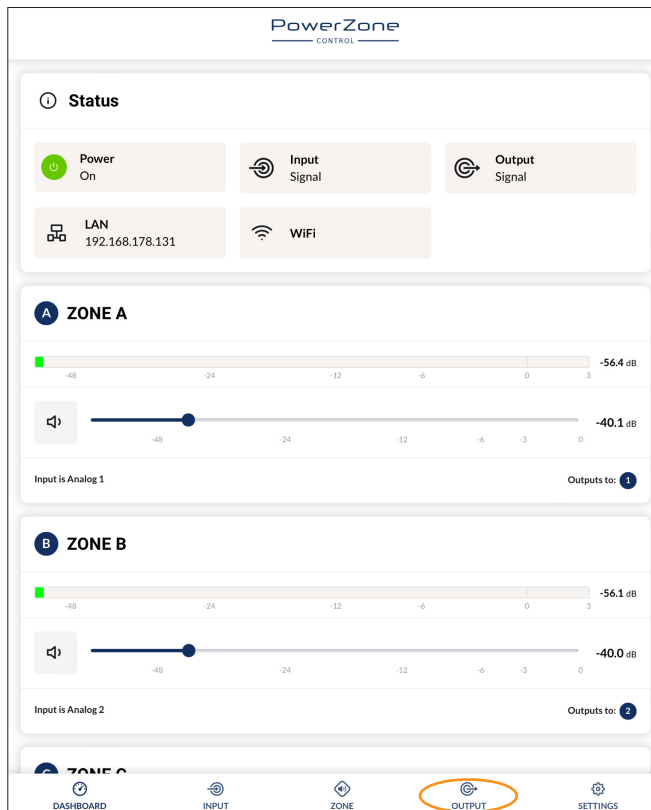 PowerZone
CONTROL
Status
Power
On
Input
Signal
Output
Signal
LAN
192.168.178.131
WiFi
A ZONE A
-56.4 dB
-48 -24 -12 -6 0 3
-40.1 dB
-48 -24 -12 -6 -3 0
Input is Analog 1 Outputs to: 1
B ZONE B
-56.1 dB
-48 -24 -12 -6 0 3
-40.0 dB
-48 -24 -12 -6 -3 0
Input is Analog 2 Outputs to: 2
C ZONE C
DASHBOARD INPUT ZONE OUTPUT SETTINGS